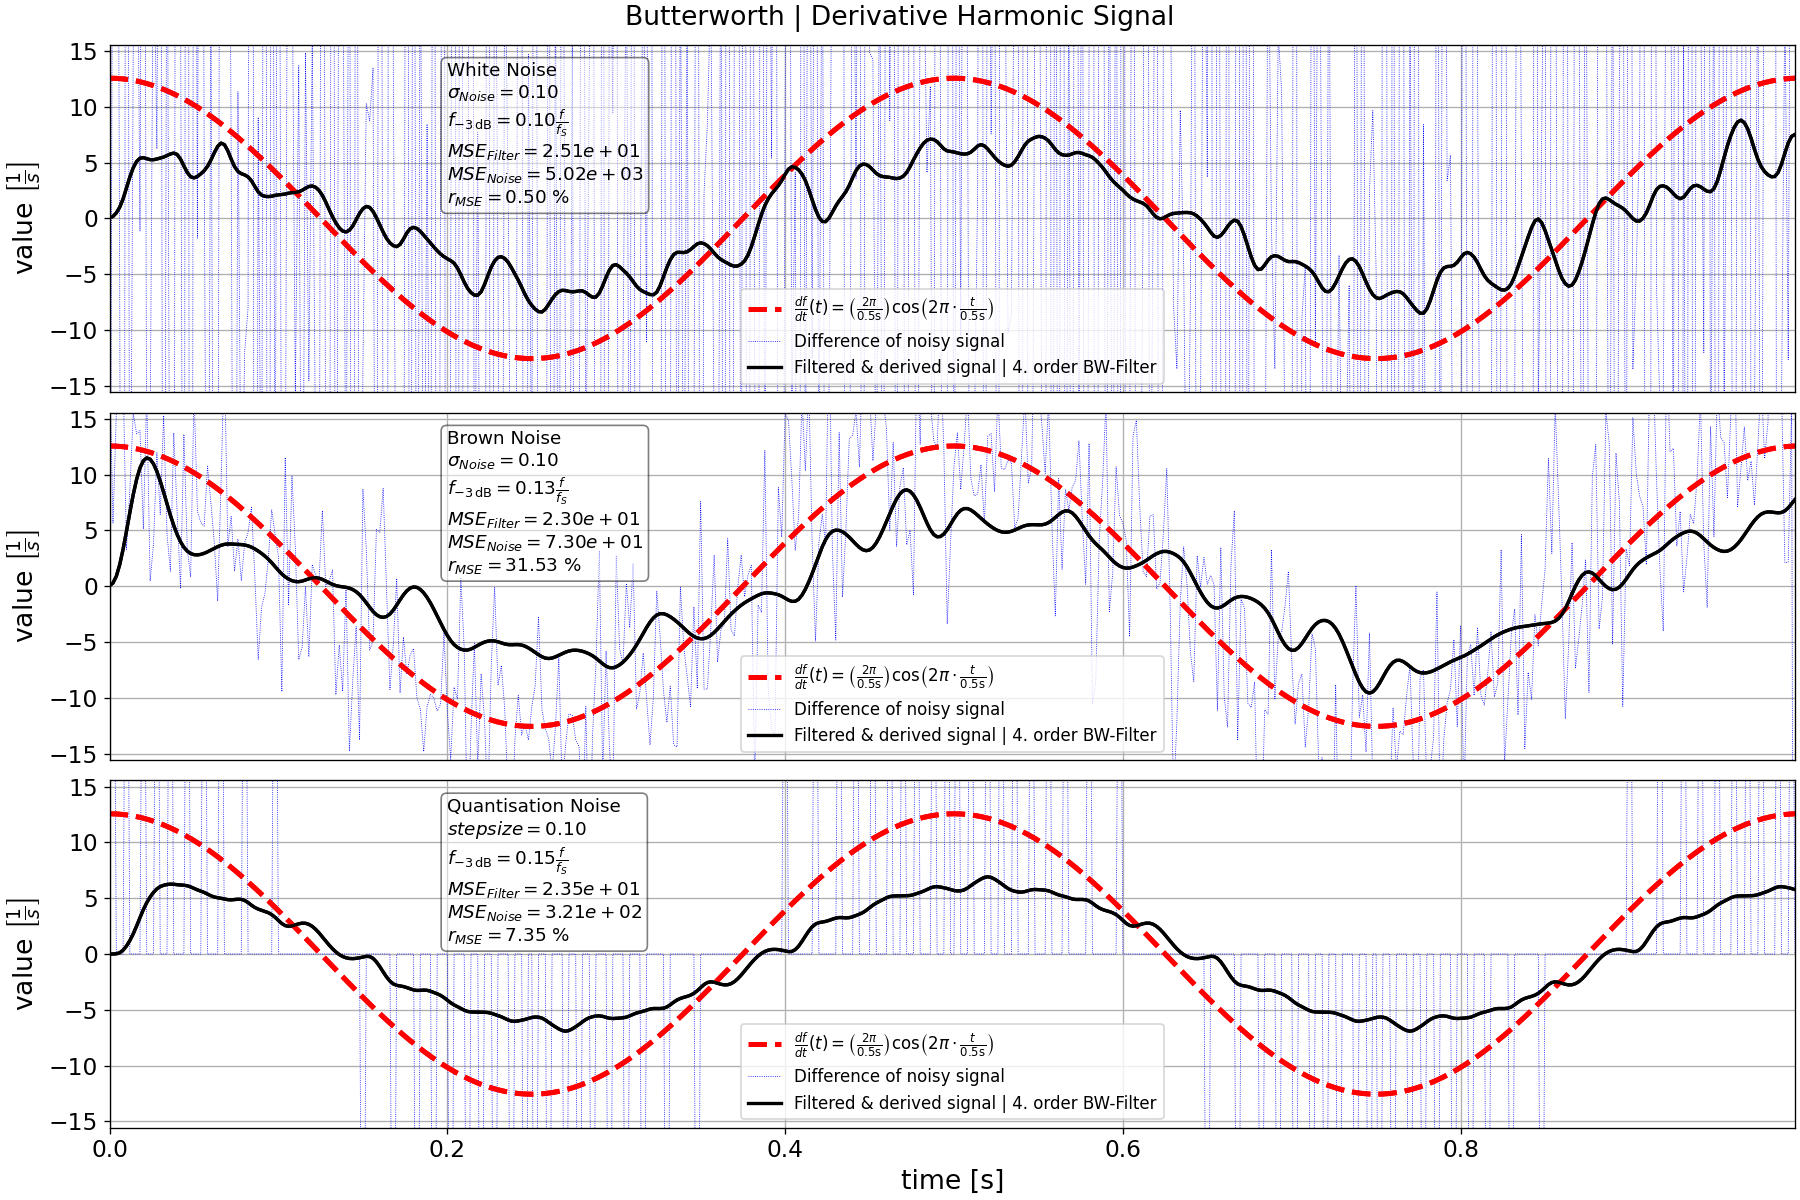 Butterworth | Derivative Harmonic Signal
15
10
5
0
−5
−10
−15
value [1/s]
White Noise
σNoise = 0.10
f−3 dB = 0.10 f/fs
MSEFilter = 2.51e + 01
MSENoise = 5.02e + 03
rMSE = 0.50 %
df/dt(t) = (2π/0.5s) cos(2π · t/0.5s)
Difference of noisy signal
Filtered & derived signal | 4. order BW-Filter
15
10
5
0
−5
−10
−15
value [1/s]
Brown Noise
σNoise = 0.10
f−3 dB = 0.13 f/fs
MSEFilter = 2.30e + 01
MSENoise = 7.30e + 01
rMSE = 31.53 %
df/dt(t) = (2π/0.5s) cos(2π · t/0.5s)
Difference of noisy signal
Filtered & derived signal | 4. order BW-Filter
15
10
5
0
−5
−10
−15
value [1/s]
Quantisation Noise
stepsize = 0.10
f−3 dB = 0.15 f/fs
MSEFilter = 2.35e + 01
MSENoise = 3.21e + 02
rMSE = 7.35 %
df/dt(t) = (2π/0.5s) cos(2π · t/0.5s)
Difference of noisy signal
Filtered & derived signal | 4. order BW-Filter
0.0 0.2 0.4 0.6 0.8
time [s]